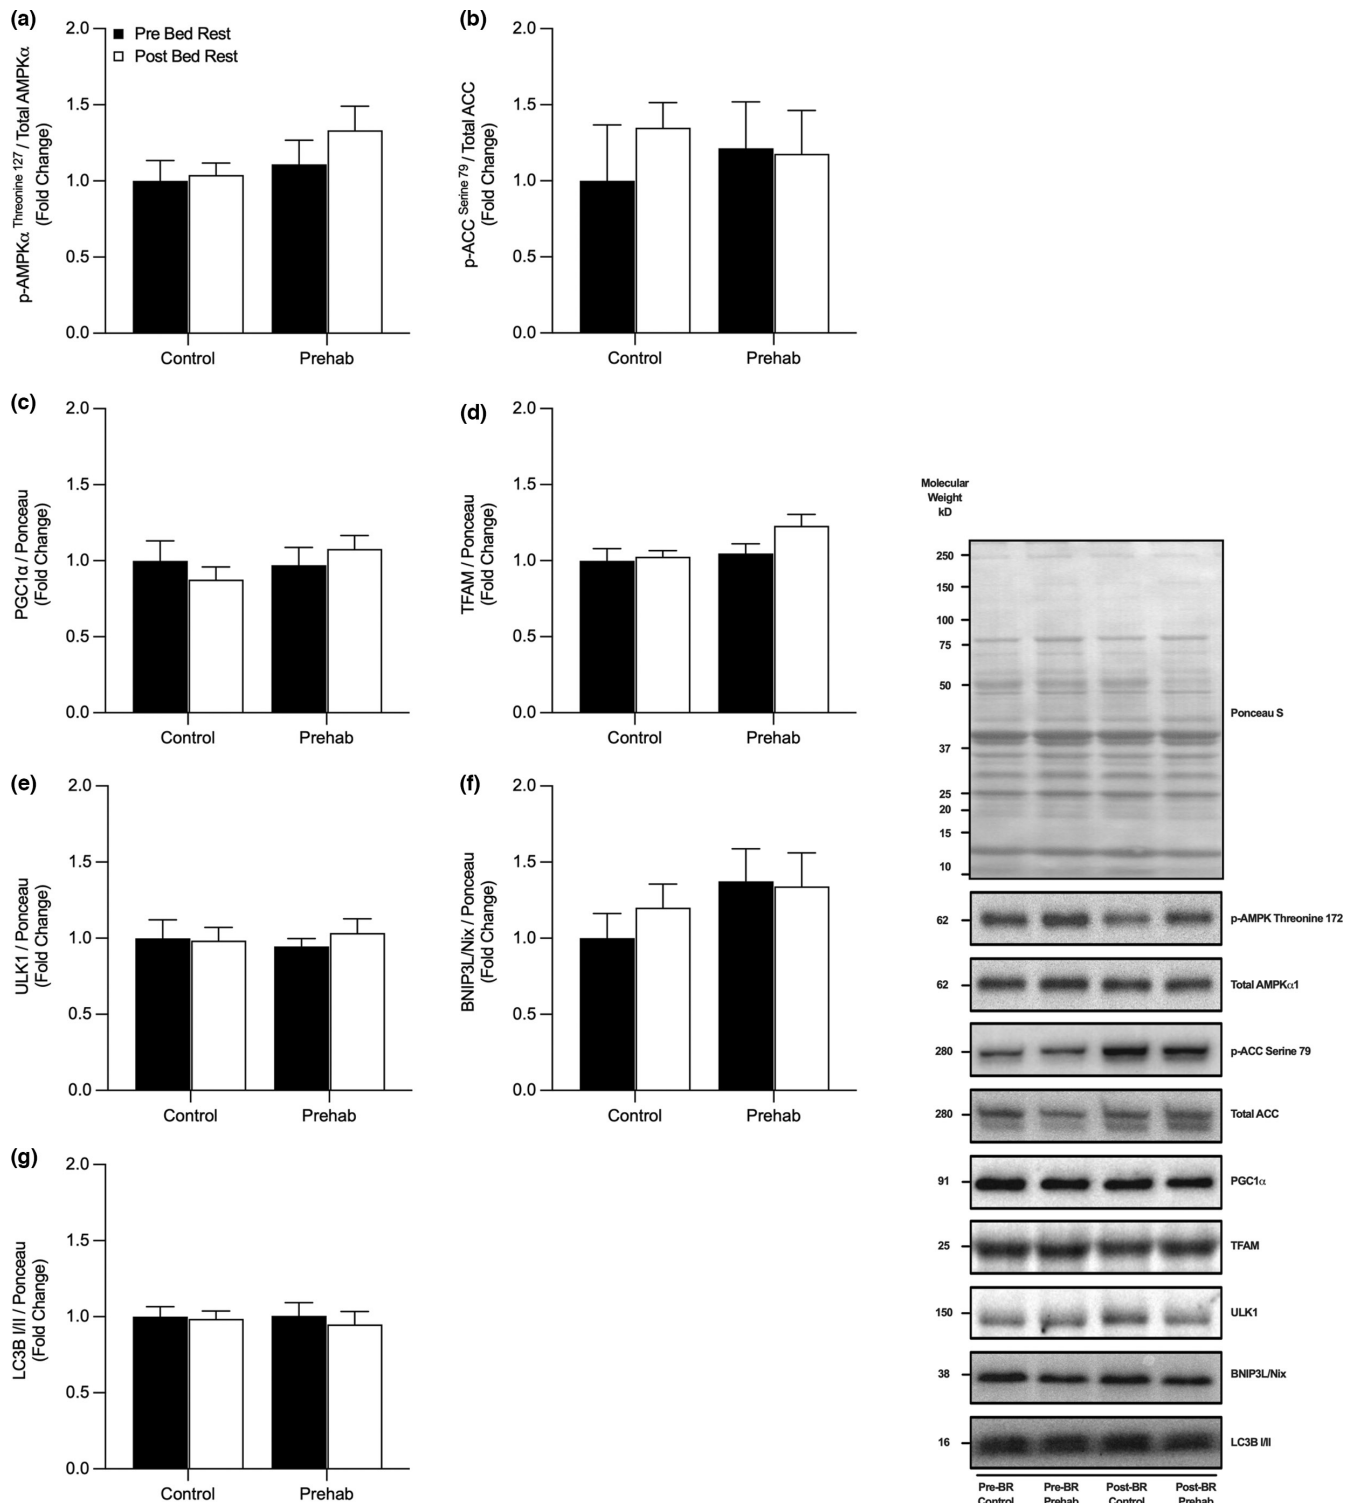 (a)
p-AMPKα Threonine 127 / Total AMPKα
(Fold Change)
2.0
1.5
1.0
0.5
0.0
Pre Bed Rest
Post Bed Rest
Control
Prehab
(b)
p-ACC Serine 79 / Total ACC
(Fold Change)
2.0
1.5
1.0
0.5
0.0
Control
Prehab
(c)
PGC1α / Ponceau
(Fold Change)
2.0
1.5
1.0
0.5
0.0
Control
Prehab
(d)
TFAM / Ponceau
(Fold Change)
2.0
1.5
1.0
0.5
0.0
Control
Prehab
(e)
ULK1 / Ponceau
(Fold Change)
2.0
1.5
1.0
0.5
0.0
Control
Prehab
(f)
BNIP3L/Nix / Ponceau
(Fold Change)
2.0
1.5
1.0
0.5
0.0
Control
Prehab
(g)
LC3B I/II / Ponceau
(Fold Change)
2.0
1.5
1.0
0.5
0.0
Control
Prehab
Molecular
Weight
kD
250
150
100
75
50
37
25
20
15
10
Ponceau S
62
p-AMPK Threonine 172
62
Total AMPKα1
280
p-ACC Serine 79
280
Total ACC
91
PGC1α
25
TFAM
150
ULK1
38
BNIP3L/Nix
16
LC3B I/II
Pre-BR
Control
Pre-BR
Prehab
Post-BR
Control
Post-BR
Prehab